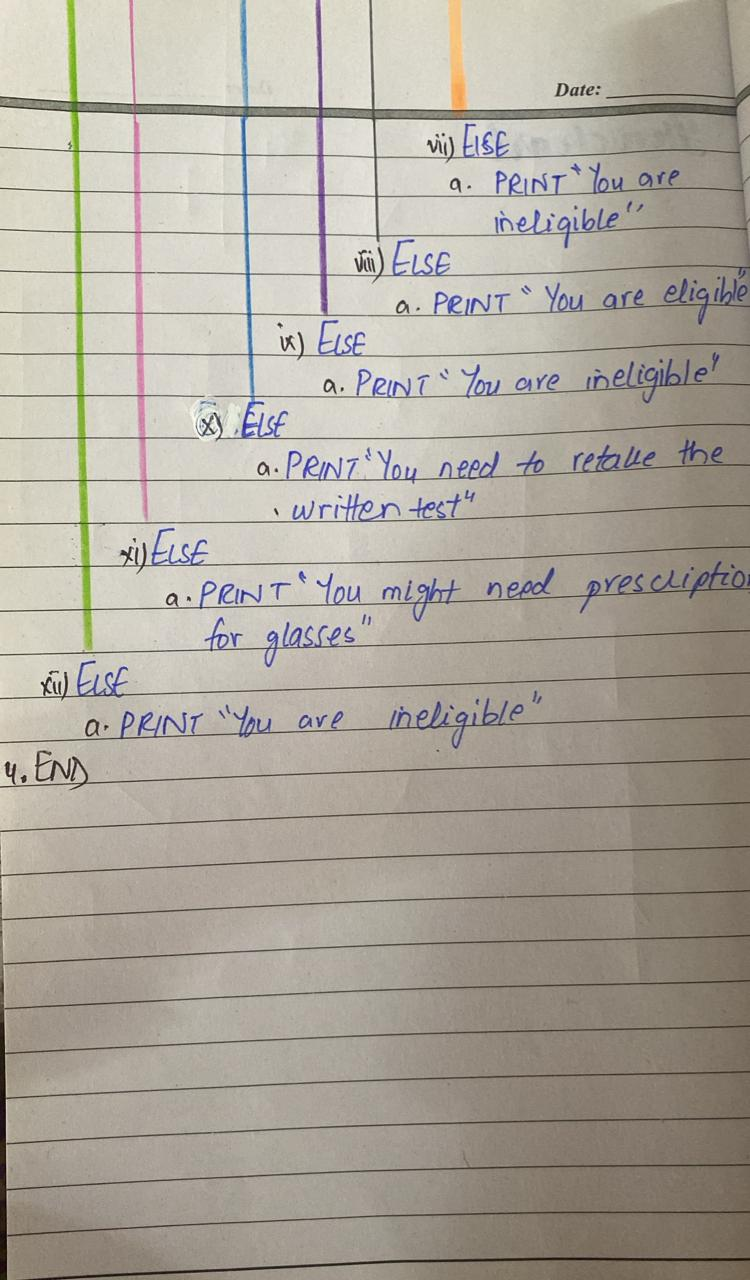 Date:
vii) ELSE
a. PRINT "You are
ineligible"
viii) ELSE
a. PRINT "You are eligible"
ix) ELSE
a. PRINT "You are ineligible"
x) ELSE
a. PRINT "You need to retake the
written test"
xi) ELSE
a. PRINT "You might need prescription
for glasses"
xii) ELSE
a. PRINT "You are ineligible"
4. END